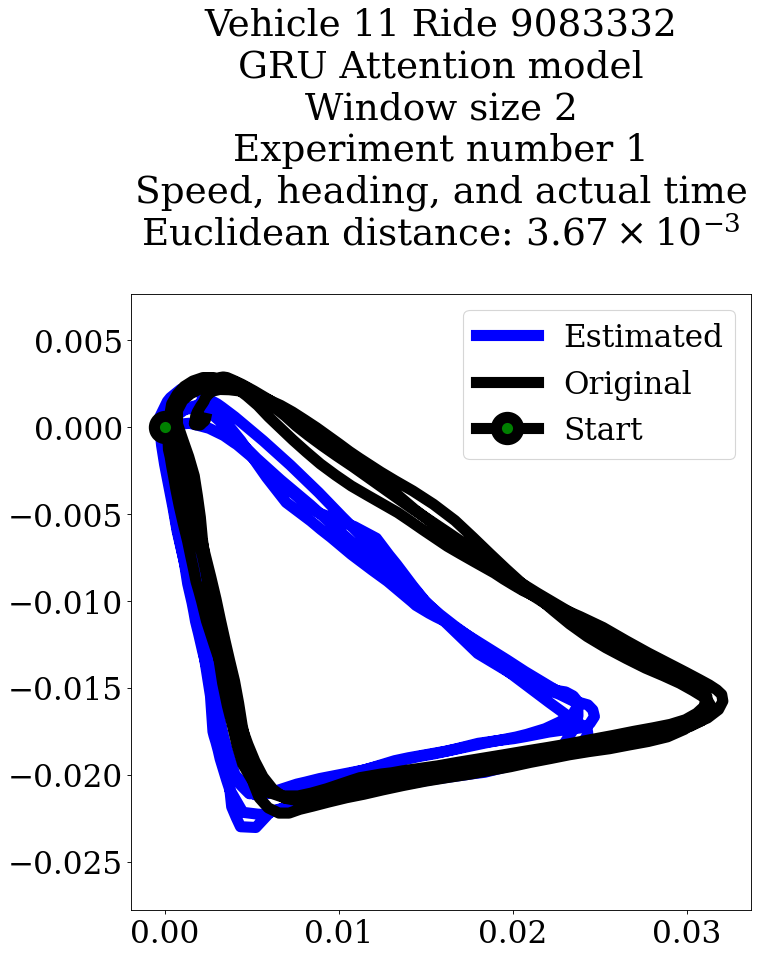 Vehicle 11 Ride 9083332
GRU Attention model
Window size 2
Experiment number 1
Speed, heading, and actual time
Euclidean distance: 3.67 × 10⁻³
Estimated
Original
Start
0.005
0.000
−0.005
−0.010
−0.015
−0.020
−0.025
0.00 0.01 0.02 0.03